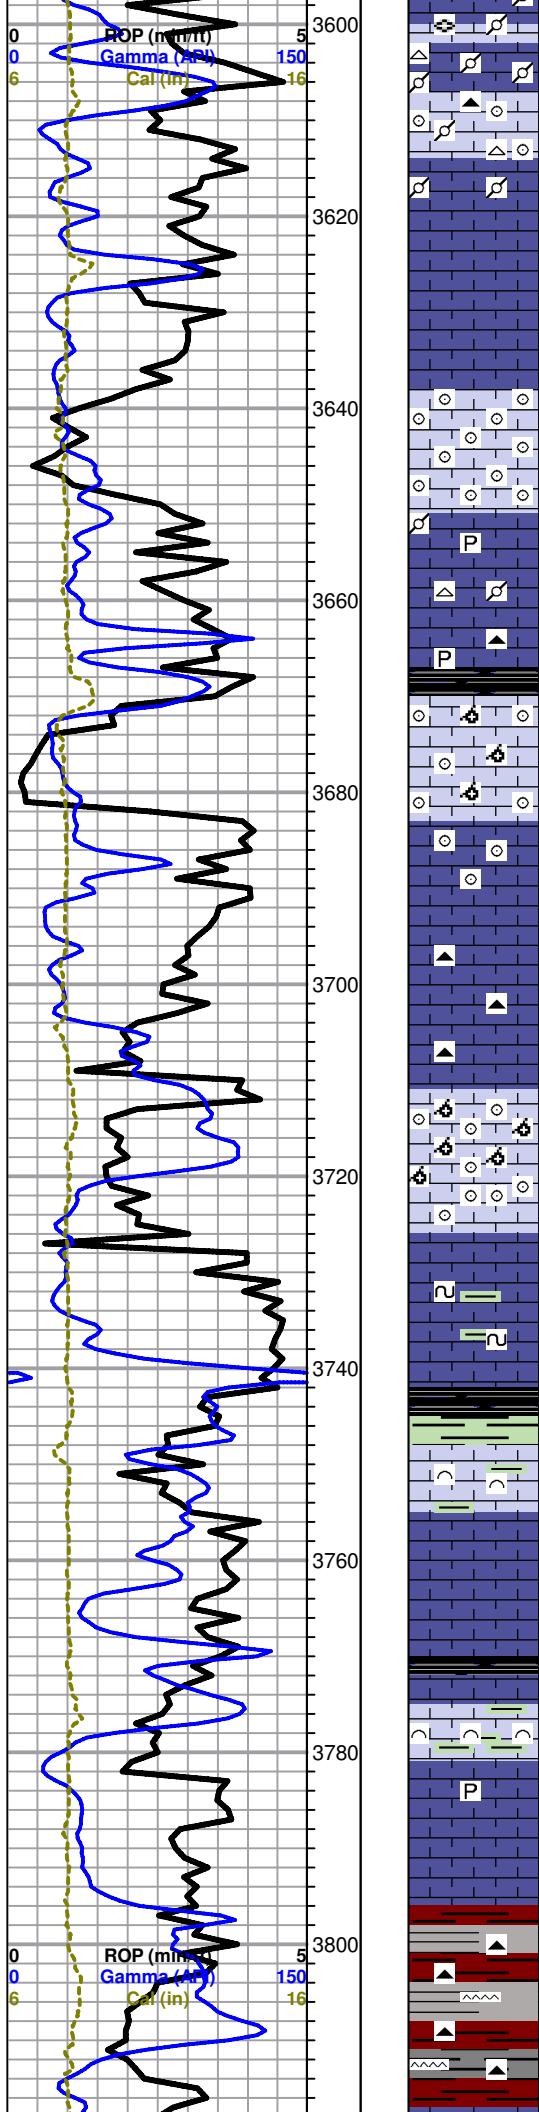 3600
0 ROP (min/ft) 5
0 Gamma (API) 150
6 Cal (in) 16
3620
3640
P
3660
P
3680
3700
3720
3740
3760
3780
P
3800
0 ROP (min/ft) 5
0 Gamma (API) 150
6 Cal (in) 16